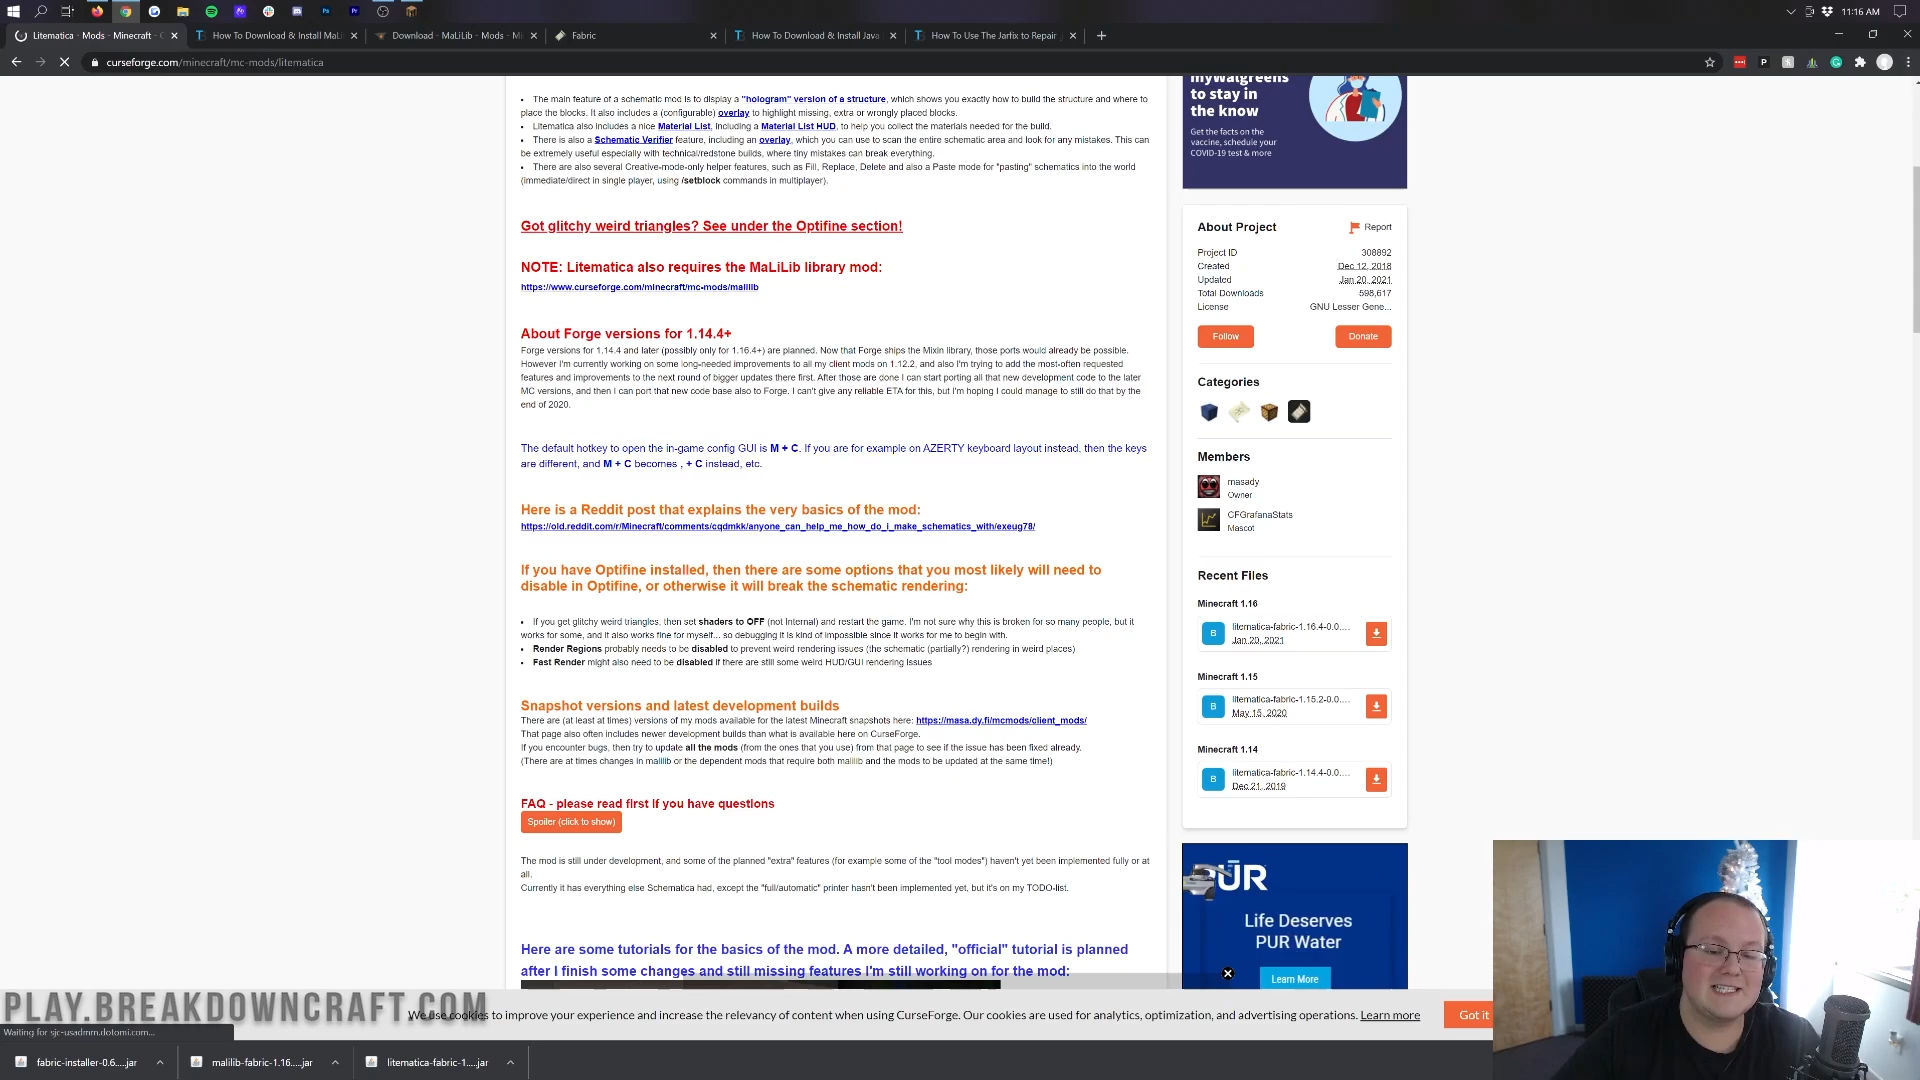 11:16 AM
Litematica - Mods - Minecraft - C
How To Download & Install MaLi
Download - MaLiLib - Mods - Mi
Fabric
How To Download & Install Java
How To Use The Jarfix to Repair
curseforge.com/minecraft/mc-mods/litematica
• The main feature of a schematic mod is to display a "hologram" version of a structure, which shows you exactly how to build the structure and where to
place the blocks. It also includes a (configurable) overlay to highlight missing, extra or wrongly placed blocks.
• Litematica also includes a nice Material List, including a Material List HUD, to help you collect the materials needed for the build.
• There is also a Schematic Verifier feature, including an overlay, which you can use to scan the entire schematic area and look for any mistakes. This can
be extremely useful especially with technical/redstone builds, where tiny mistakes can break everything.
• There are also several Creative-mode-only helper features, such as Fill, Replace, Delete and also a Paste mode for "pasting" schematics into the world
(immediate/direct in single player, using /setblock commands in multiplayer).
Got glitchy weird triangles? See under the Optifine section!
NOTE: Litematica also requires the MaLiLib library mod:
https://www.curseforge.com/minecraft/mc-mods/malilib
About Forge versions for 1.14.4+
Forge versions for 1.14.4 and later (possibly only for 1.16.4+) are planned. Now that Forge ships the Mixin library, those ports would already be possible.
However I'm currently working on some long-needed improvements to all my client mods on 1.12.2, and also I'm trying to add the most-often requested
features and improvements to the next round of bigger updates there first. After those are done I can start porting all that new development code to the later
MC versions, and then I can port that new code base also to Forge. I can't give any reliable ETA for this, but I'm hoping I could manage to still do that by the
end of 2020.
The default hotkey to open the in-game config GUI is M + C. If you are for example on AZERTY keyboard layout instead, then the keys
are different, and M + C becomes , + C instead, etc.
Here is a Reddit post that explains the very basics of the mod:
https://old.reddit.com/r/Minecraft/comments/cqdmkk/anyone_can_help_me_how_do_i_make_schematics_with/exeug78/
If you have Optifine installed, then there are some options that you most likely will need to
disable in Optifine, or otherwise it will break the schematic rendering:
• If you get glitchy weird triangles, then set shaders to OFF (not Internal) and restart the game. I'm not sure why this is broken for so many people, but it
works for some, and it also works fine for myself... so debugging it is kind of impossible since it works for me to begin with.
• Render Regions probably needs to be disabled to prevent weird rendering issues (the schematic (partially?) rendering in weird places)
• Fast Render might also need to be disabled if there are still some weird HUD/GUI rendering issues
Snapshot versions and latest development builds
There are (at least at times) versions of my mods available for the latest Minecraft snapshots here: https://masa.dy.fi/mcmods/client_mods/
That page also often includes newer development builds than what is available here on CurseForge.
If you encounter bugs, then try to update all the mods (from the ones that you use) from that page to see if the issue has been fixed already.
(There are at times changes in malilib or the dependent mods that require both malilib and the mods to be updated at the same time!)
FAQ - please read first if you have questions
Spoiler (click to show)
The mod is still under development, and some of the planned "extra" features (for example some of the "tool modes") haven't yet been implemented fully or at
all.
Currently it has everything else Schematica had, except the "full/automatic" printer hasn't been implemented yet, but it's on my TODO-list.
Here are some tutorials for the basics of the mod. A more detailed, "official" tutorial is planned
after I finish some changes and still missing features I'm still working on for the mod:
myWalgreens
to stay in
the know
Get the facts on the
vaccine, schedule your
COVID-19 test & more
About Project
Report
Project ID 308892
Created Dec 12, 2018
Updated Jan 20, 2021
Total Downloads 598,617
License GNU Lesser Gene...
Follow
Donate
Categories
Members
masady
Owner
CFGrafanaStats
Mascot
Recent Files
Minecraft 1.16
B litematica-fabric-1.16.4-0.0....
Jan 20, 2021
Minecraft 1.15
B litematica-fabric-1.15.2-0.0....
May 15, 2020
Minecraft 1.14
B litematica-fabric-1.14.4-0.0....
Dec 21, 2019
PUR
Life Deserves
PUR Water
Learn More
PLAY.BREAKDOWNCRAFT.COM
We use cookies to improve your experience and increase the relevancy of content when using CurseForge. Our cookies are used for analytics, optimization, and advertising operations. Learn more
Got it
Waiting for sjc-usadmm.dotomi.com...
fabric-installer-0.6.....jar
malilib-fabric-1.16.....jar
litematica-fabric-1.....jar